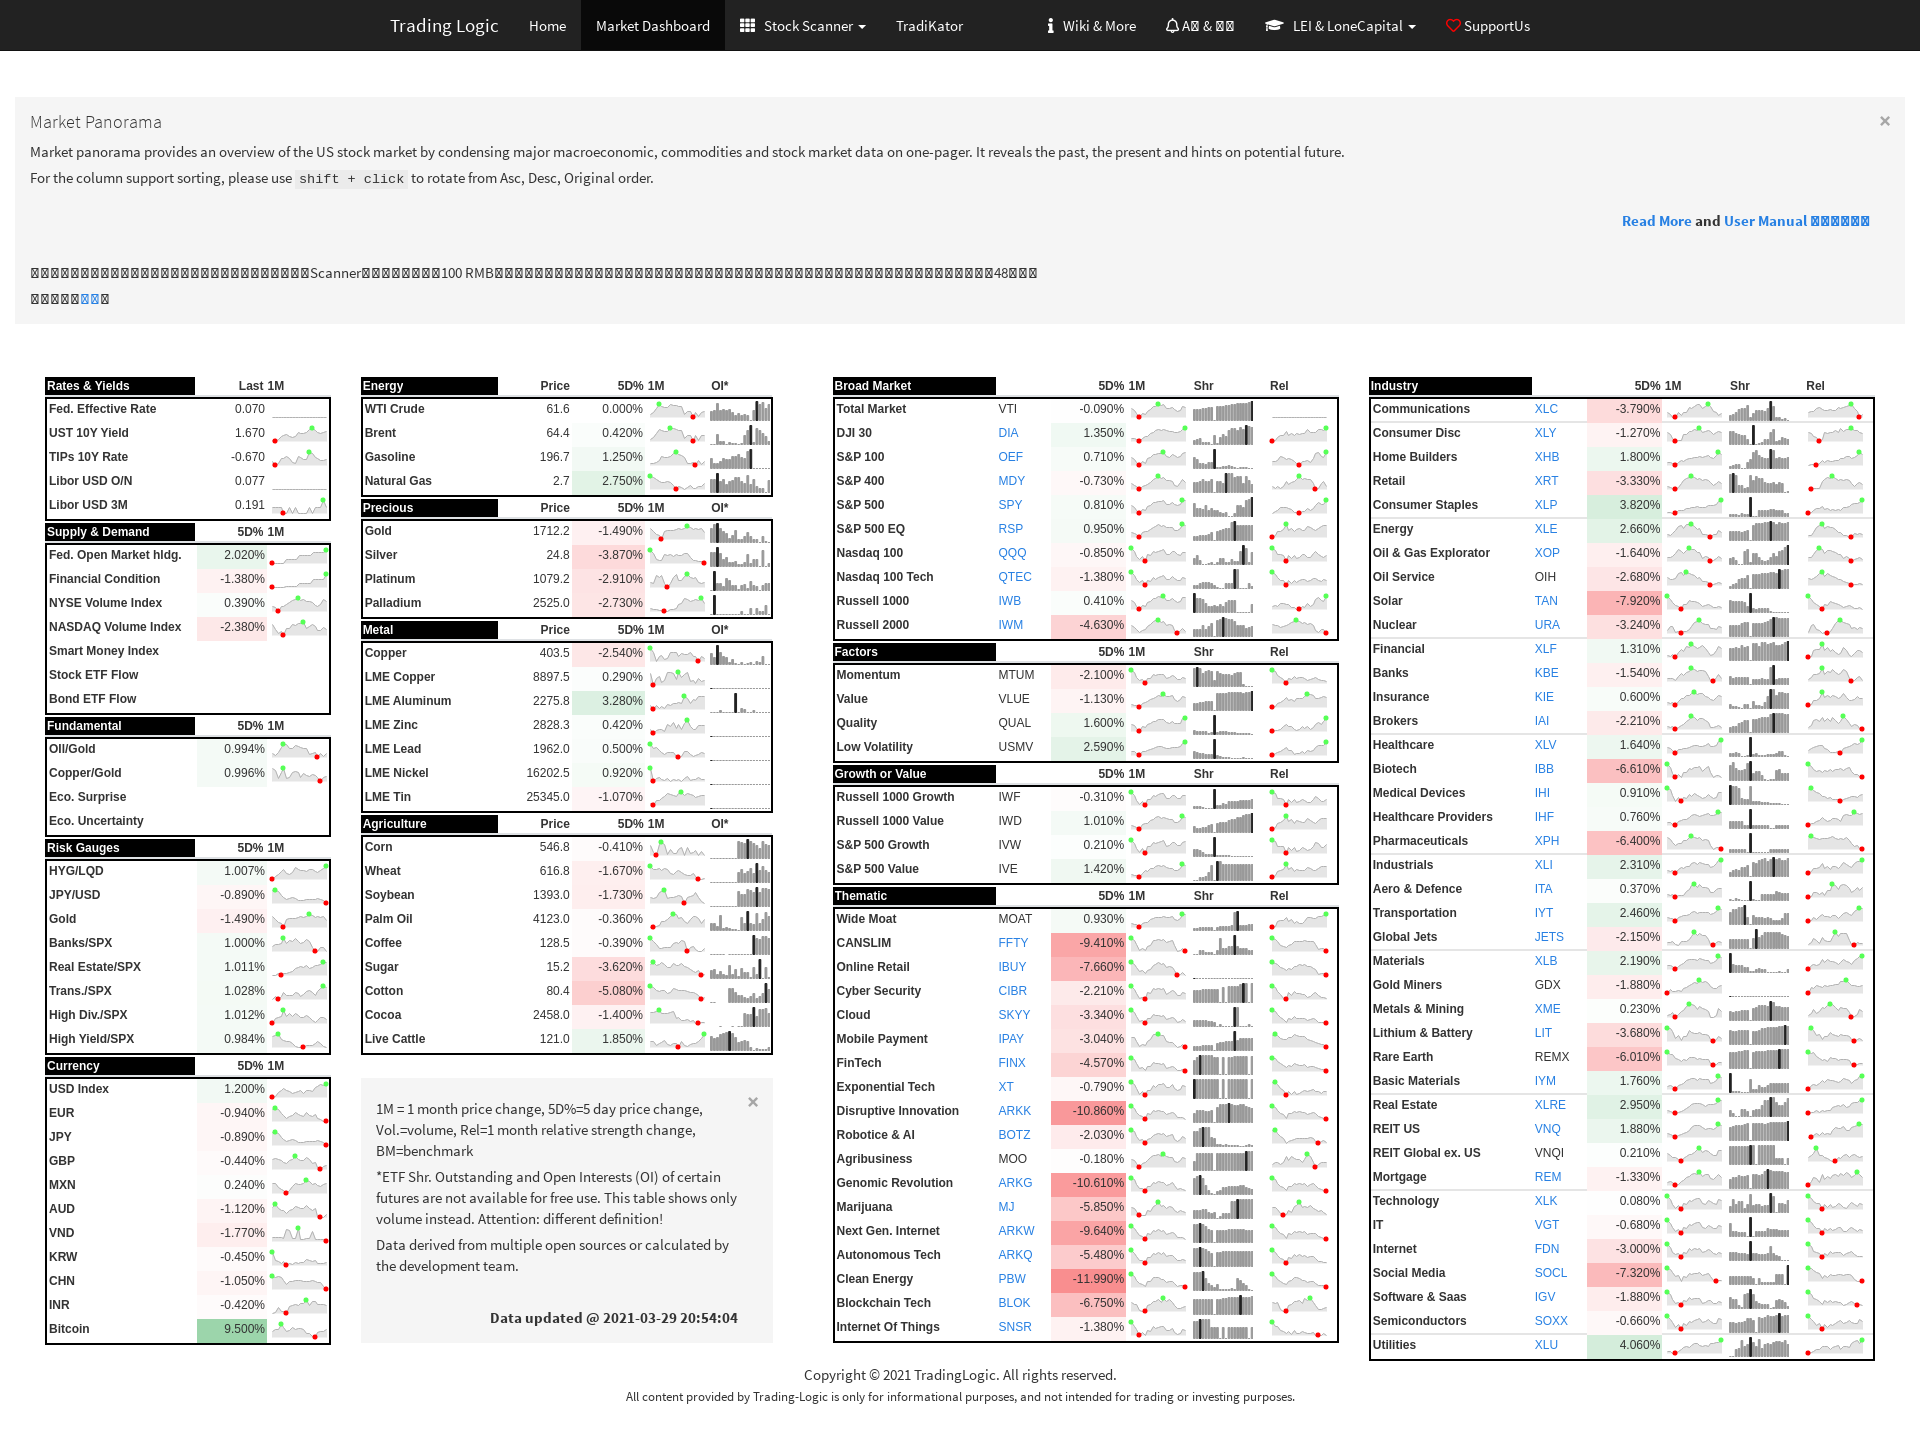 Trading Logic Home Market Dashboard Stock Scanner TradiKator Wiki & More A & LEI & LoneCapital SupportUs
Market Panorama ×
Market panorama provides an overview of the US stock market by condensing major macroeconomic, commodities and stock market data on one-pager. It reveals the past, the present and hints on potential future.
For the column support sorting, please use shift + click to rotate from Asc, Desc, Original order.
Read More and User Manual
Scanner 100 RMB 48
Rates & Yields Last 1M
Fed. Effective Rate 0.070
UST 10Y Yield 1.670
TIPs 10Y Rate -0.670
Libor USD O/N 0.077
Libor USD 3M 0.191
Supply & Demand 5D% 1M
Fed. Open Market hldg. 2.020%
Financial Condition -1.380%
NYSE Volume Index 0.390%
NASDAQ Volume Index -2.380%
Smart Money Index
Stock ETF Flow
Bond ETF Flow
Fundamental 5D% 1M
OIl/Gold 0.994%
Copper/Gold 0.996%
Eco. Surprise
Eco. Uncertainty
Risk Gauges 5D% 1M
HYG/LQD 1.007%
JPY/USD -0.890%
Gold -1.490%
Banks/SPX 1.000%
Real Estate/SPX 1.011%
Trans./SPX 1.028%
High Div./SPX 1.012%
High Yield/SPX 0.984%
Currency 5D% 1M
USD Index 1.200%
EUR -0.940%
JPY -0.890%
GBP -0.440%
MXN 0.240%
AUD -1.120%
VND -1.770%
KRW -0.450%
CHN -1.050%
INR -0.420%
Bitcoin 9.500%
Energy Price 5D% 1M OI*
WTI Crude 61.6 0.000%
Brent 64.4 0.420%
Gasoline 196.7 1.250%
Natural Gas 2.7 2.750%
Precious Price 5D% 1M OI*
Gold 1712.2 -1.490%
Silver 24.8 -3.870%
Platinum 1079.2 -2.910%
Palladium 2525.0 -2.730%
Metal Price 5D% 1M OI*
Copper 403.5 -2.540%
LME Copper 8897.5 0.290%
LME Aluminum 2275.8 3.280%
LME Zinc 2828.3 0.420%
LME Lead 1962.0 0.500%
LME Nickel 16202.5 0.920%
LME Tin 25345.0 -1.070%
Agriculture Price 5D% 1M OI*
Corn 546.8 -0.410%
Wheat 616.8 -1.670%
Soybean 1393.0 -1.730%
Palm Oil 4123.0 -0.360%
Coffee 128.5 -0.390%
Sugar 15.2 -3.620%
Cotton 80.4 -5.080%
Cocoa 2458.0 -1.400%
Live Cattle 121.0 1.850%
×
1M = 1 month price change, 5D%=5 day price change,
Vol.=volume, Rel=1 month relative strength change,
BM=benchmark
*ETF Shr. Outstanding and Open Interests (OI) of certain
futures are not available for free use. This table shows only
volume instead. Attention: different definition!
Data derived from multiple open sources or calculated by
the development team.
Data updated @ 2021-03-29 20:54:04
Broad Market 5D% 1M Shr Rel
Total Market VTI -0.090%
DJI 30 DIA 1.350%
S&P 100 OEF 0.710%
S&P 400 MDY -0.730%
S&P 500 SPY 0.810%
S&P 500 EQ RSP 0.950%
Nasdaq 100 QQQ -0.850%
Nasdaq 100 Tech QTEC -1.380%
Russell 1000 IWB 0.410%
Russell 2000 IWM -4.630%
Factors 5D% 1M Shr Rel
Momentum MTUM -2.100%
Value VLUE -1.130%
Quality QUAL 1.600%
Low Volatility USMV 2.590%
Growth or Value 5D% 1M Shr Rel
Russell 1000 Growth IWF -0.310%
Russell 1000 Value IWD 1.010%
S&P 500 Growth IVW 0.210%
S&P 500 Value IVE 1.420%
Thematic 5D% 1M Shr Rel
Wide Moat MOAT 0.930%
CANSLIM FFTY -9.410%
Online Retail IBUY -7.660%
Cyber Security CIBR -2.210%
Cloud SKYY -3.340%
Mobile Payment IPAY -3.040%
FinTech FINX -4.570%
Exponential Tech XT -0.790%
Disruptive Innovation ARKK -10.860%
Robotice & AI BOTZ -2.030%
Agribusiness MOO -0.180%
Genomic Revolution ARKG -10.610%
Marijuana MJ -5.850%
Next Gen. Internet ARKW -9.640%
Autonomous Tech ARKQ -5.480%
Clean Energy PBW -11.990%
Blockchain Tech BLOK -6.750%
Internet Of Things SNSR -1.380%
Industry 5D% 1M Shr Rel
Communications XLC -3.790%
Consumer Disc XLY -1.270%
Home Builders XHB 1.800%
Retail XRT -3.330%
Consumer Staples XLP 3.820%
Energy XLE 2.660%
Oil & Gas Explorator XOP -1.640%
Oil Service OIH -2.680%
Solar TAN -7.920%
Nuclear URA -3.240%
Financial XLF 1.310%
Banks KBE -1.540%
Insurance KIE 0.600%
Brokers IAI -2.210%
Healthcare XLV 1.640%
Biotech IBB -6.610%
Medical Devices IHI 0.910%
Healthcare Providers IHF 0.760%
Pharmaceuticals XPH -6.400%
Industrials XLI 2.310%
Aero & Defence ITA 0.370%
Transportation IYT 2.460%
Global Jets JETS -2.150%
Materials XLB 2.190%
Gold Miners GDX -1.880%
Metals & Mining XME 0.230%
Lithium & Battery LIT -3.680%
Rare Earth REMX -6.010%
Basic Materials IYM 1.760%
Real Estate XLRE 2.950%
REIT US VNQ 1.880%
REIT Global ex. US VNQI 0.210%
Mortgage REM -1.330%
Technology XLK 0.080%
IT VGT -0.680%
Internet FDN -3.000%
Social Media SOCL -7.320%
Software & Saas IGV -1.880%
Semiconductors SOXX -0.660%
Utilities XLU 4.060%
Copyright © 2021 TradingLogic. All rights reserved.
All content provided by Trading-Logic is only for informational purposes, and not intended for trading or investing purposes.